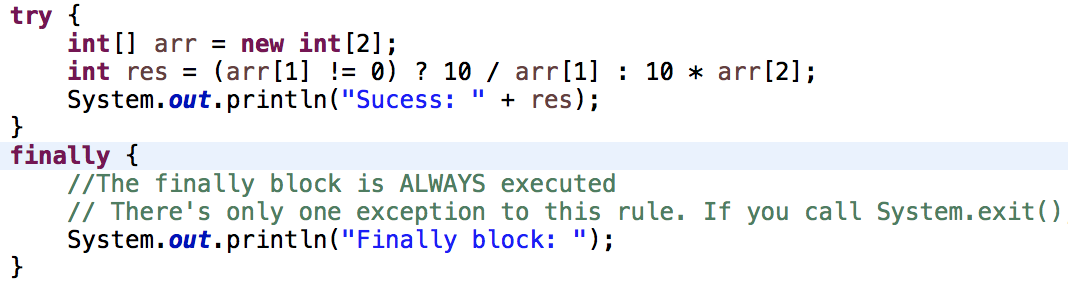 try {
    int[] arr = new int[2];
    int res = (arr[1] != 0) ? 10 / arr[1] : 10 * arr[2];
    System.out.println("Sucess: " + res);
}
finally {
    //The finally block is ALWAYS executed
    // There's only one exception to this rule. If you call System.exit()
    System.out.println("Finally block: ");
}